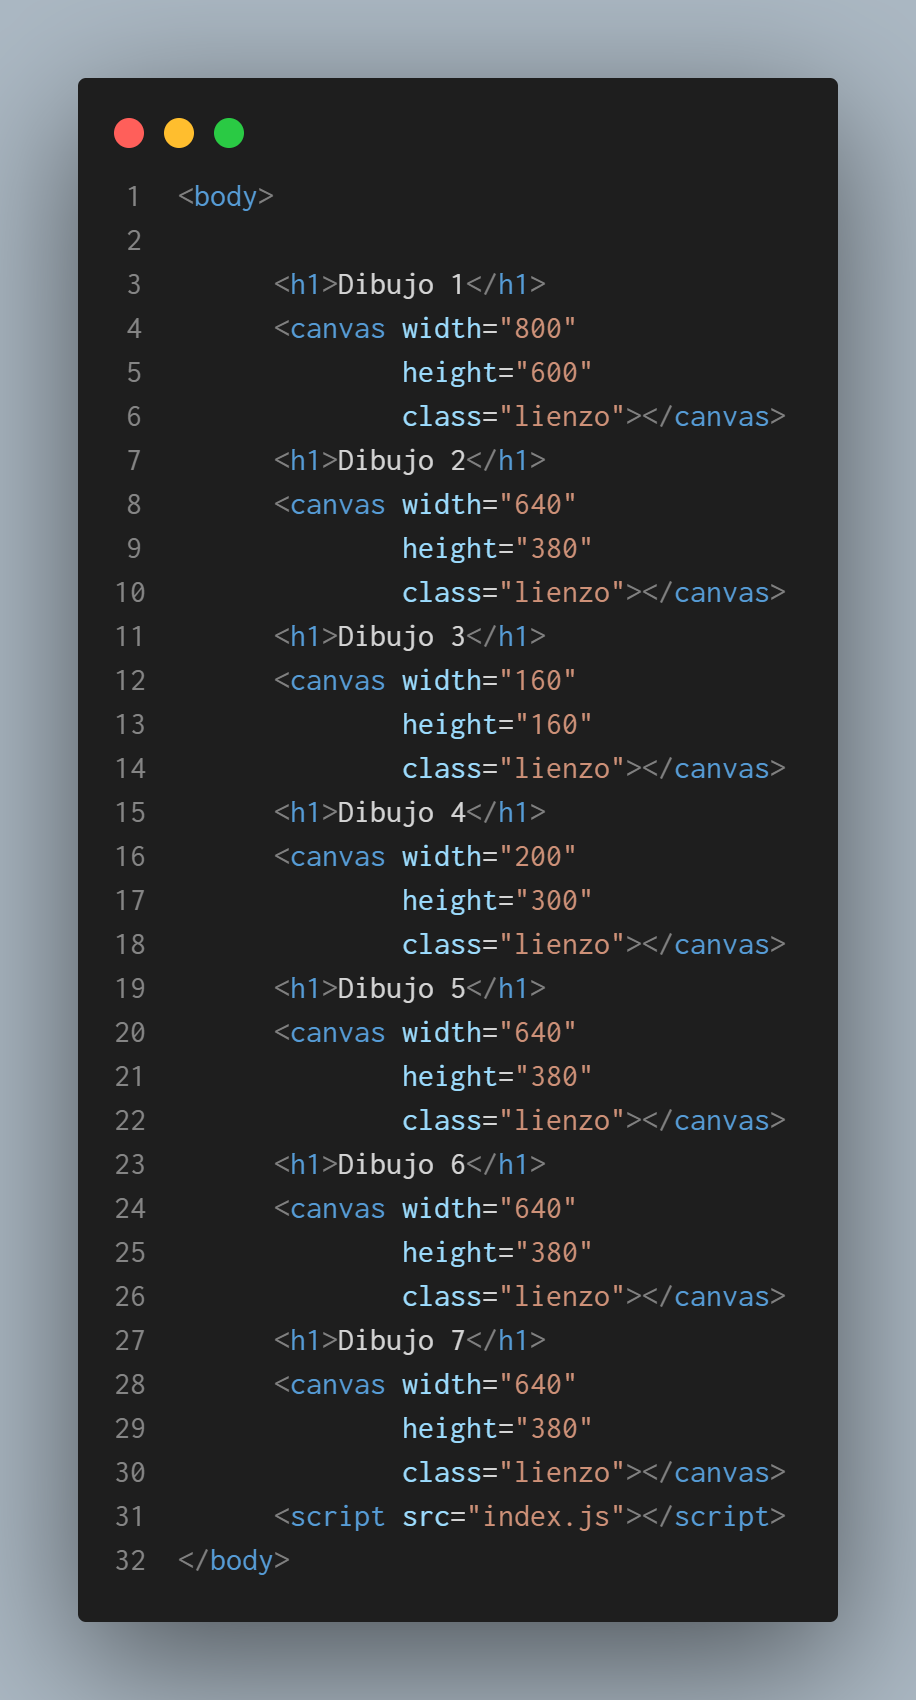 1 <body>
2
3 <h1>Dibujo 1</h1>
4 <canvas width="800"
5 height="600"
6 class="lienzo"></canvas>
7 <h1>Dibujo 2</h1>
8 <canvas width="640"
9 height="380"
10 class="lienzo"></canvas>
11 <h1>Dibujo 3</h1>
12 <canvas width="160"
13 height="160"
14 class="lienzo"></canvas>
15 <h1>Dibujo 4</h1>
16 <canvas width="200"
17 height="300"
18 class="lienzo"></canvas>
19 <h1>Dibujo 5</h1>
20 <canvas width="640"
21 height="380"
22 class="lienzo"></canvas>
23 <h1>Dibujo 6</h1>
24 <canvas width="640"
25 height="380"
26 class="lienzo"></canvas>
27 <h1>Dibujo 7</h1>
28 <canvas width="640"
29 height="380"
30 class="lienzo"></canvas>
31 <script src="index.js"></script>
32 </body>